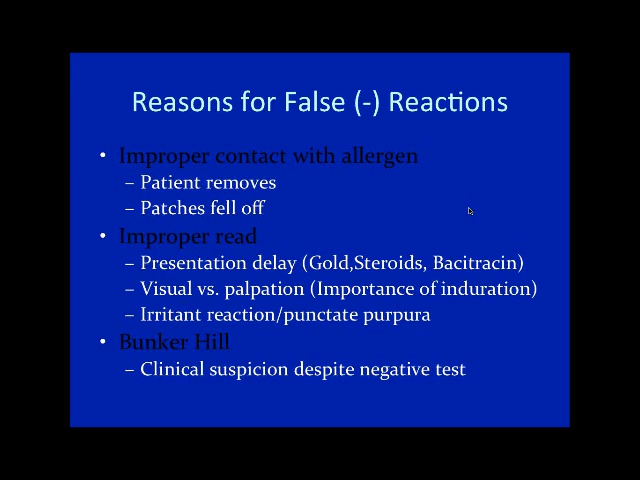 Reasons for False (-) Reactions
• Improper contact with allergen
– Patient removes
– Patches fell off
• Improper read
– Presentation delay (Gold,Steroids, Bacitracin)
– Visual vs. palpation (Importance of induration)
– Irritant reaction/punctate purpura
• Bunker Hill
– Clinical suspicion despite negative test